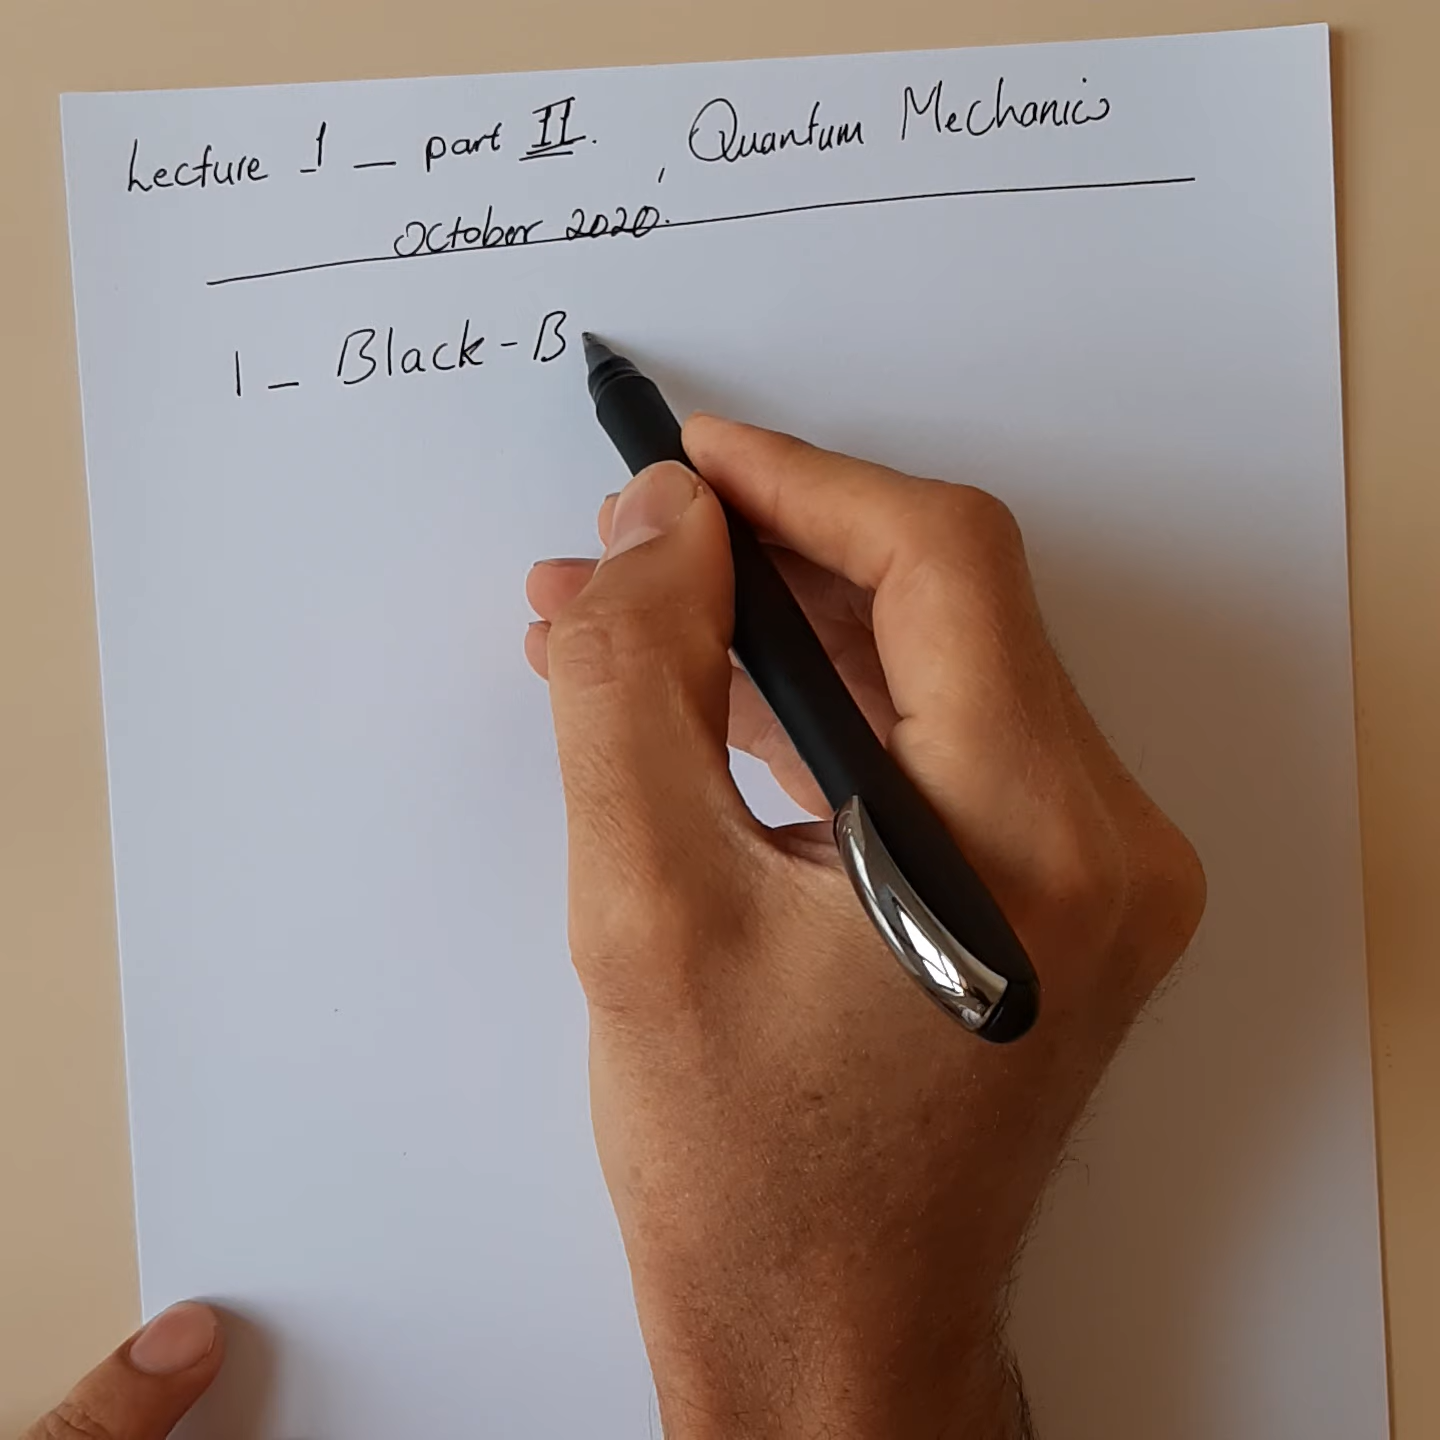 Lecture 1 – part II. , Quantum Mechanics
October 2020.
1 – Black-B